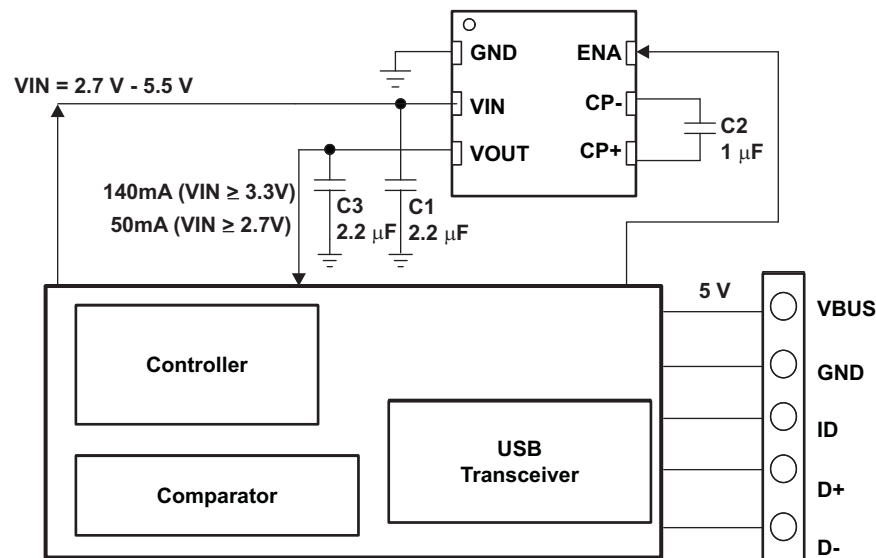 GND
ENA
VIN = 2.7 V - 5.5 V
VIN
CP-
C2
1 μF
VOUT
CP+
140mA (VIN ≥ 3.3V)
50mA (VIN ≥ 2.7V)
C3
2.2 μF
C1
2.2 μF
5 V
VBUS
Controller
GND
ID
USB
Transceiver
Comparator
D+
D-